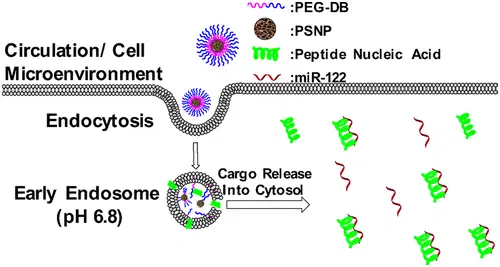 :PEG-DB
:PSNP
:Peptide Nucleic Acid
:miR-122
Circulation/ Cell
Microenvironment
Endocytosis
Early Endosome
(pH 6.8)
Cargo Release
Into Cytosol